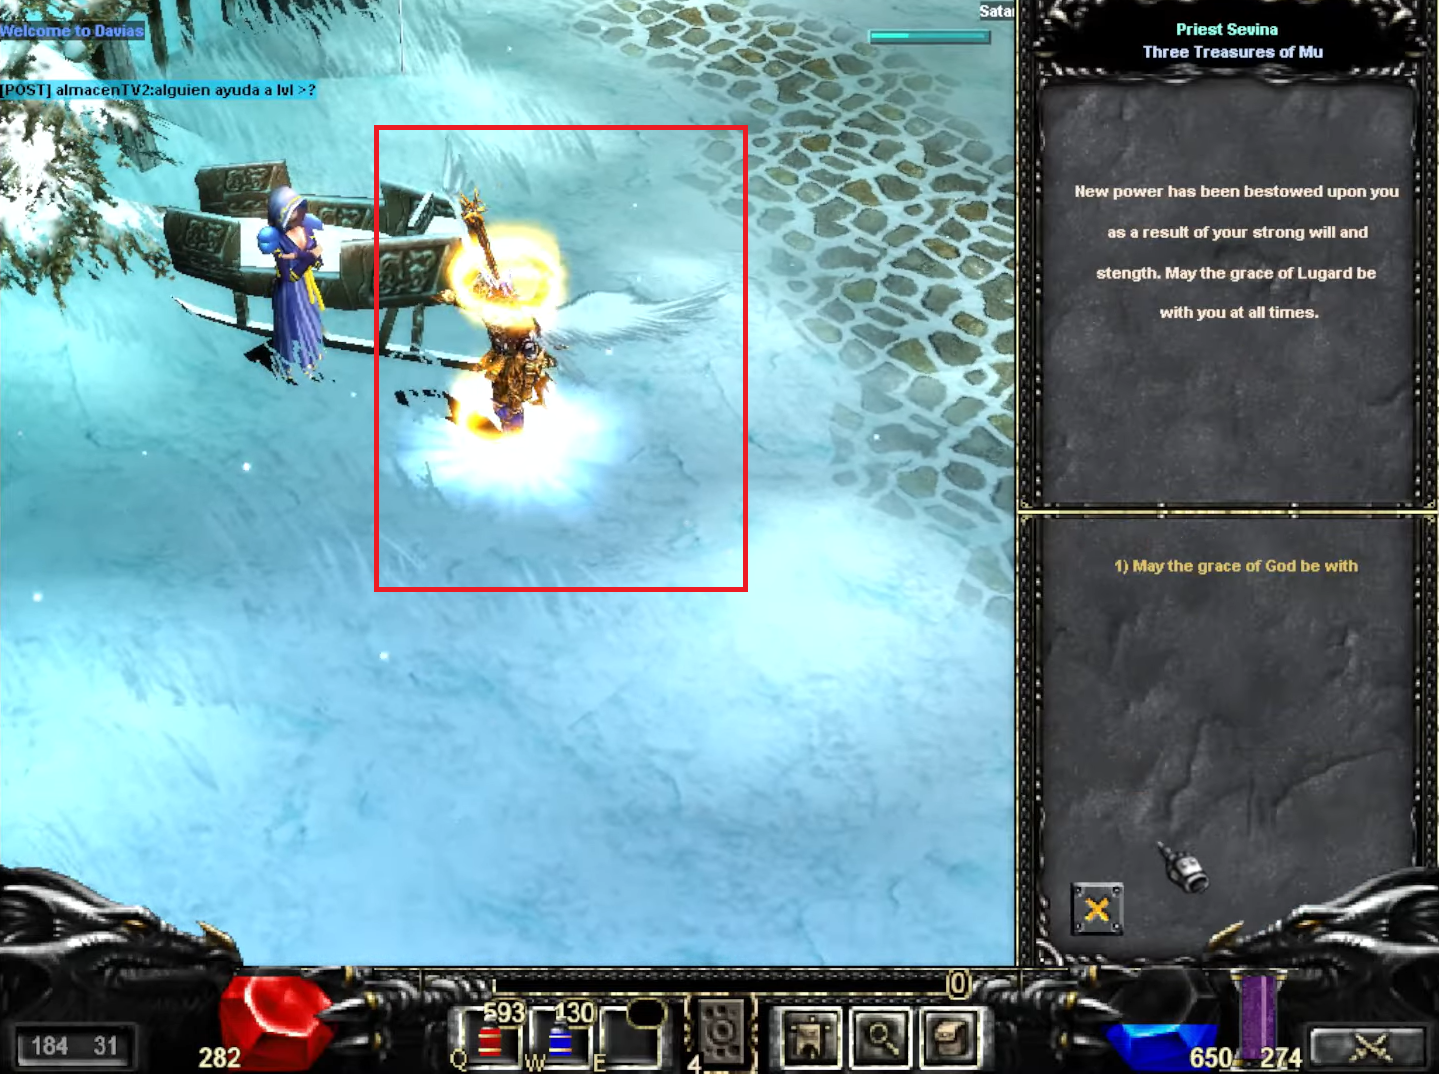 Satan
Welcome to Davias
[POST] almacenTV2:alguien ayuda a lvl >?
Priest Sevina
Three Treasures of Mu
New power has been bestowed upon you
as a result of your strong will and
stength. May the grace of Lugard be
with you at all times.
1) May the grace of God be with
0
593
130
Q
W
E
4
184 31
282
650
274